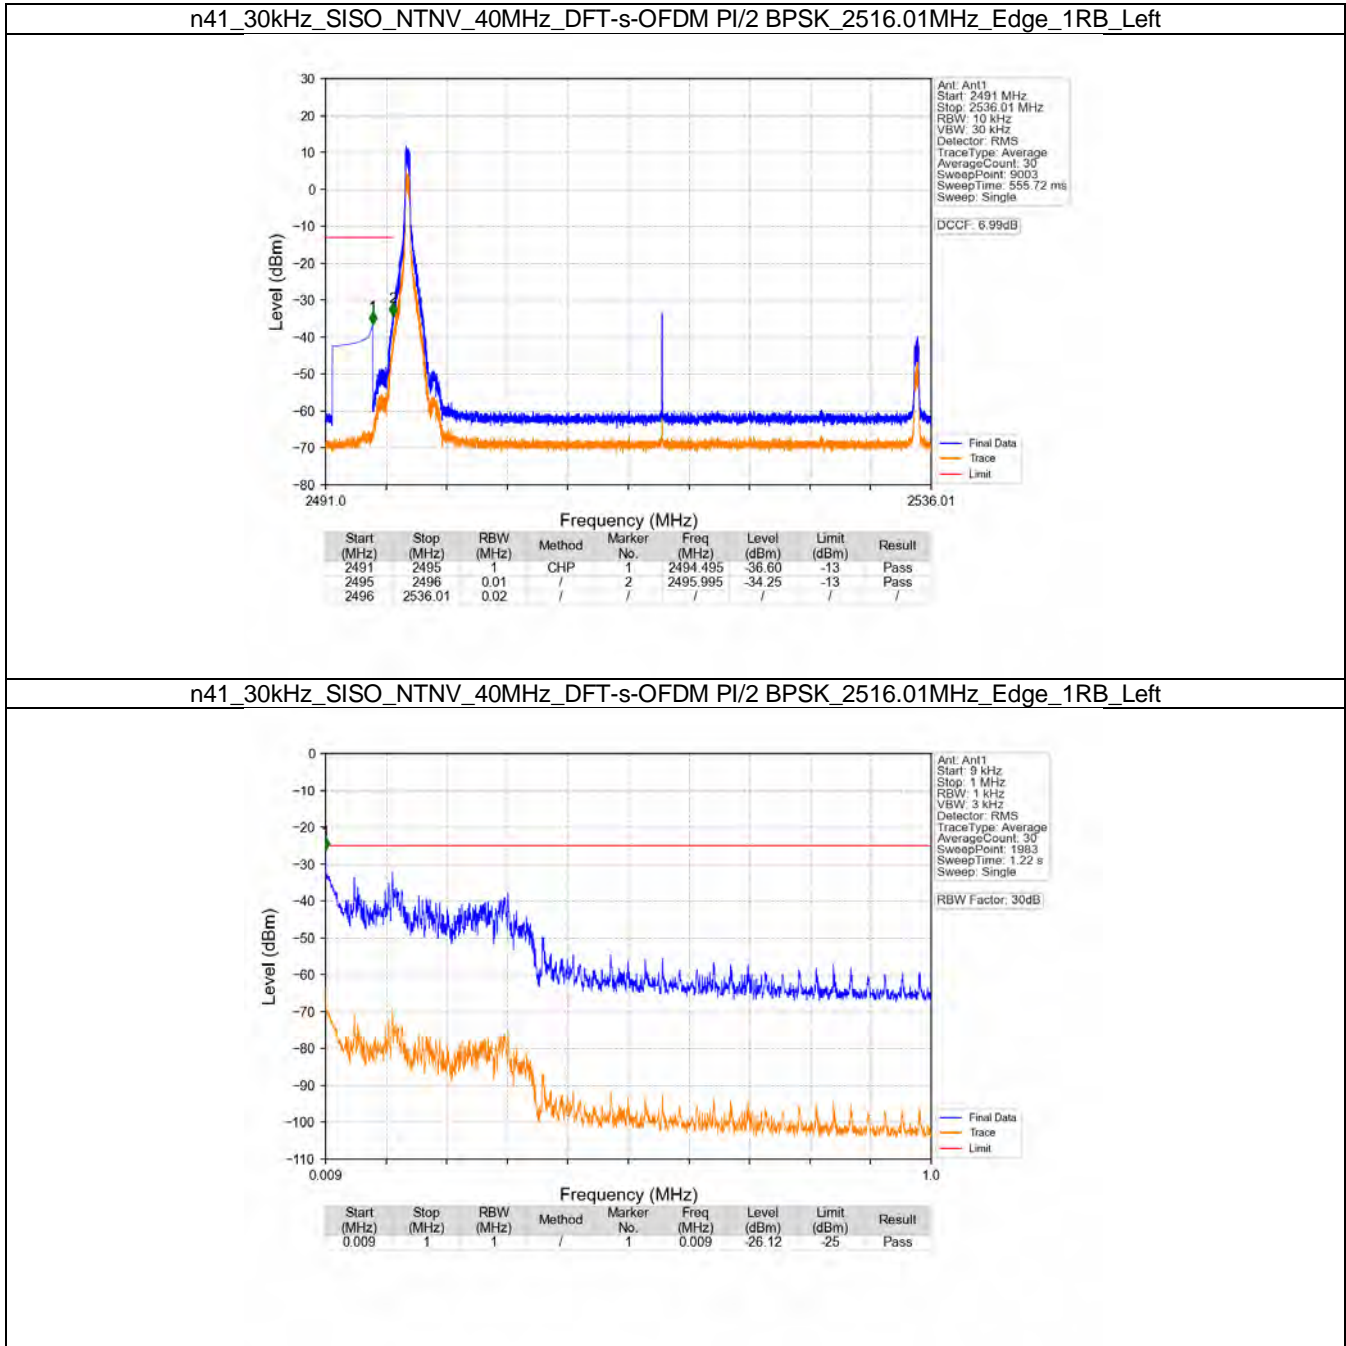 n41_30kHz_SISO_NTNV_40MHz_DFT-s-OFDM PI/2 BPSK_2516.01MHz_Edge_1RB_Left
30
20
10
0
-10
-20
-30
-40
-50
-60
-70
-80
Level (dBm)
1
2
2491.0
2536.01
Frequency (MHz)
Ant: Ant1
Start: 2491 MHz
Stop: 2536.01 MHz
RBW: 10 kHz
VBW: 30 kHz
Detector: RMS
TraceType: Average
AverageCount: 30
SweepPoint: 9003
SweepTime: 555.72 ms
Sweep: Single
DCCF: 6.99dB
Final Data
Trace
Limit
Start (MHz) Stop (MHz) RBW (MHz) Method Marker No. Freq (MHz) Level (dBm) Limit (dBm) Result
2491 2495 1 CHP 1 2494.495 -36.60 -13 Pass
2495 2496 0.01 / 2 2495.995 -34.25 -13 Pass
2496 2536.01 0.02 / / / / / /
n41_30kHz_SISO_NTNV_40MHz_DFT-s-OFDM PI/2 BPSK_2516.01MHz_Edge_1RB_Left
0
-10
-20
-30
-40
-50
-60
-70
-80
-90
-100
-110
Level (dBm)
0.009
1.0
Frequency (MHz)
Ant: Ant1
Start: 9 kHz
Stop: 1 MHz
RBW: 1 kHz
VBW: 3 kHz
Detector: RMS
TraceType: Average
AverageCount: 30
SweepPoint: 1983
SweepTime: 1.22 s
Sweep: Single
RBW Factor: 30dB
Final Data
Trace
Limit
Start (MHz) Stop (MHz) RBW (MHz) Method Marker No. Freq (MHz) Level (dBm) Limit (dBm) Result
0.009 1 1 / 1 0.009 -26.12 -25 Pass